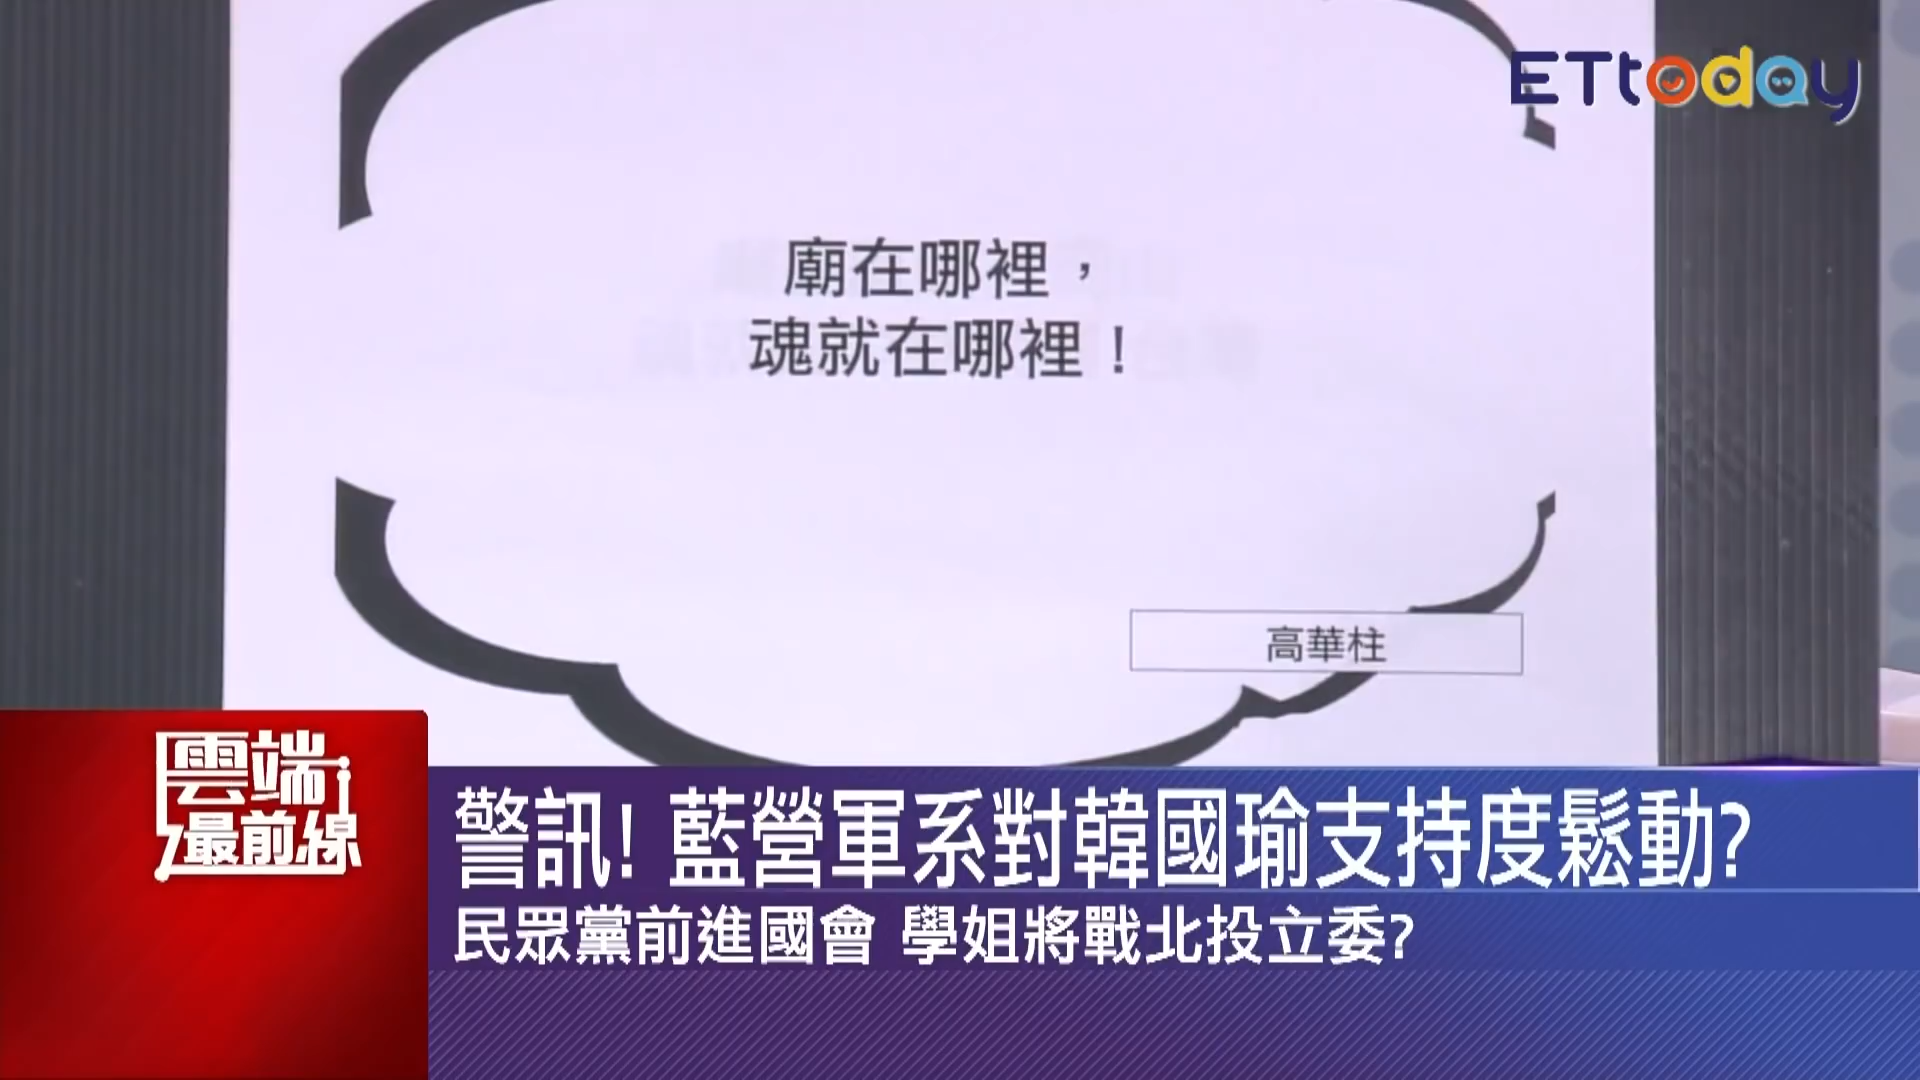 ETtoday
廟在哪裡，
魂就在哪裡！
高華柱
雲端
最前線
警訊! 藍營軍系對韓國瑜支持度鬆動?
民眾黨前進國會 學姐將戰北投立委?